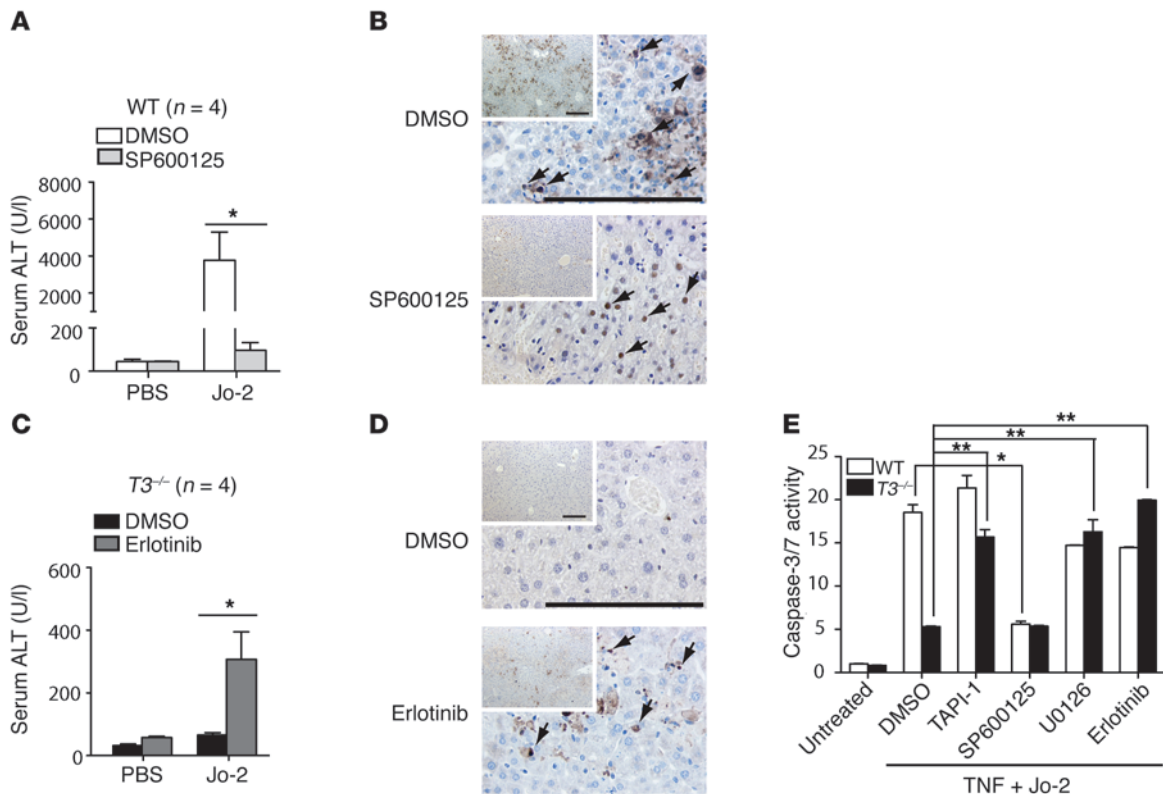 A
WT (n = 4)
DMSO
SP600125
Serum ALT (U/l)
8000
6000
4000
2000
200
0
PBS
Jo-2
*
B
DMSO
SP600125
C
T3–/– (n = 4)
DMSO
Erlotinib
Serum ALT (U/l)
600
400
200
0
PBS
Jo-2
*
D
DMSO
Erlotinib
E
WT
T3–/–
Caspase-3/7 activity
25
20
15
10
5
0
**
**
**
*
Untreated
DMSO
TAPI-1
SP600125
U0126
Erlotinib
TNF + Jo-2